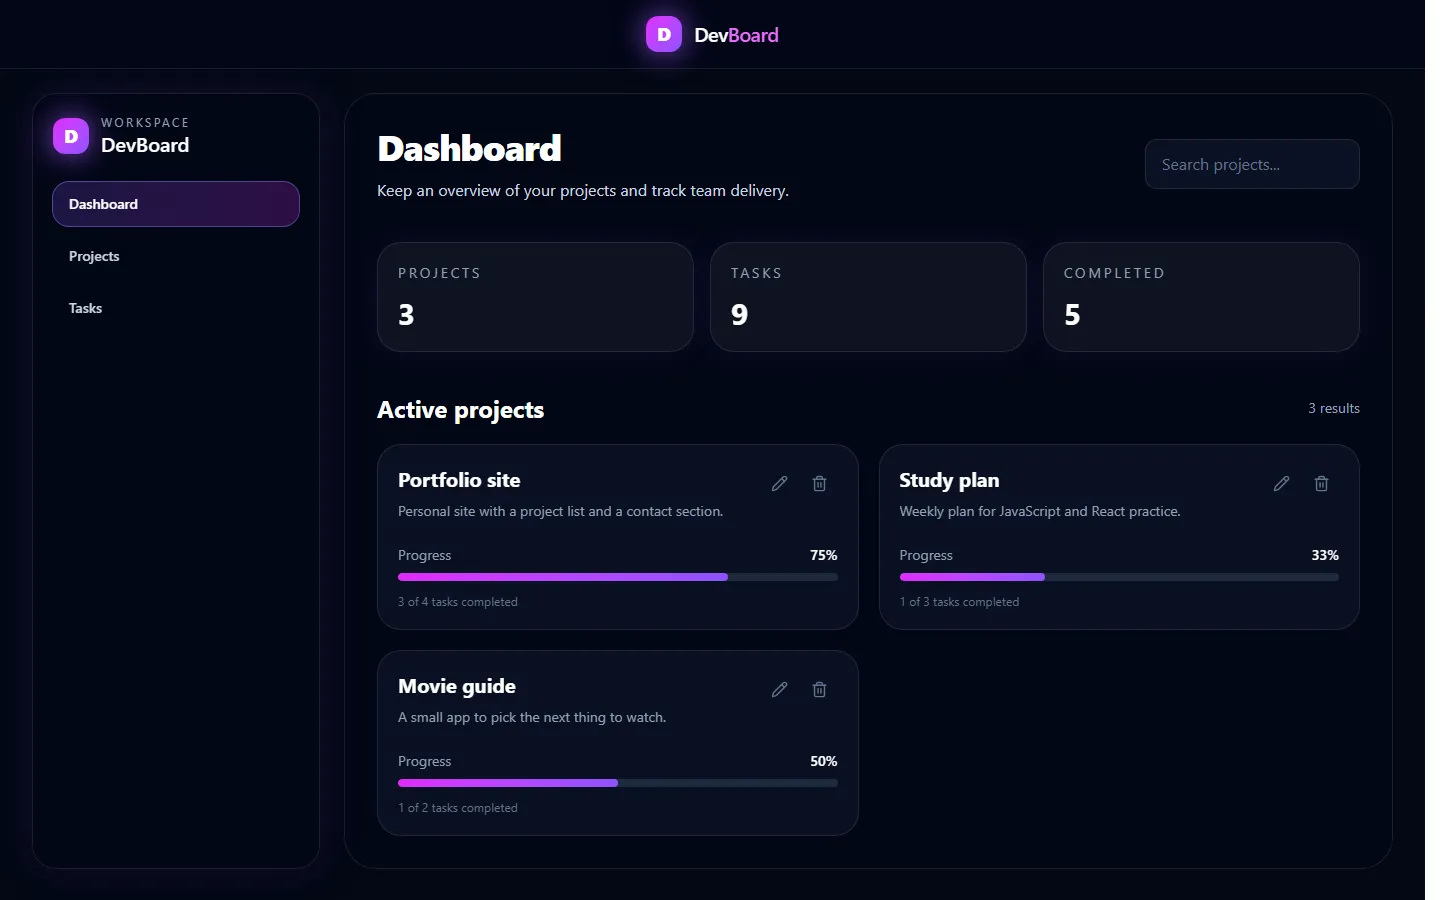 D DevBoard
D WORKSPACE
DevBoard
Dashboard
Projects
Tasks
Dashboard
Keep an overview of your projects and track team delivery.
Search projects...
PROJECTS
3
TASKS
9
COMPLETED
5
Active projects
3 results
Portfolio site
Personal site with a project list and a contact section.
Progress 75%
3 of 4 tasks completed
Study plan
Weekly plan for JavaScript and React practice.
Progress 33%
1 of 3 tasks completed
Movie guide
A small app to pick the next thing to watch.
Progress 50%
1 of 2 tasks completed